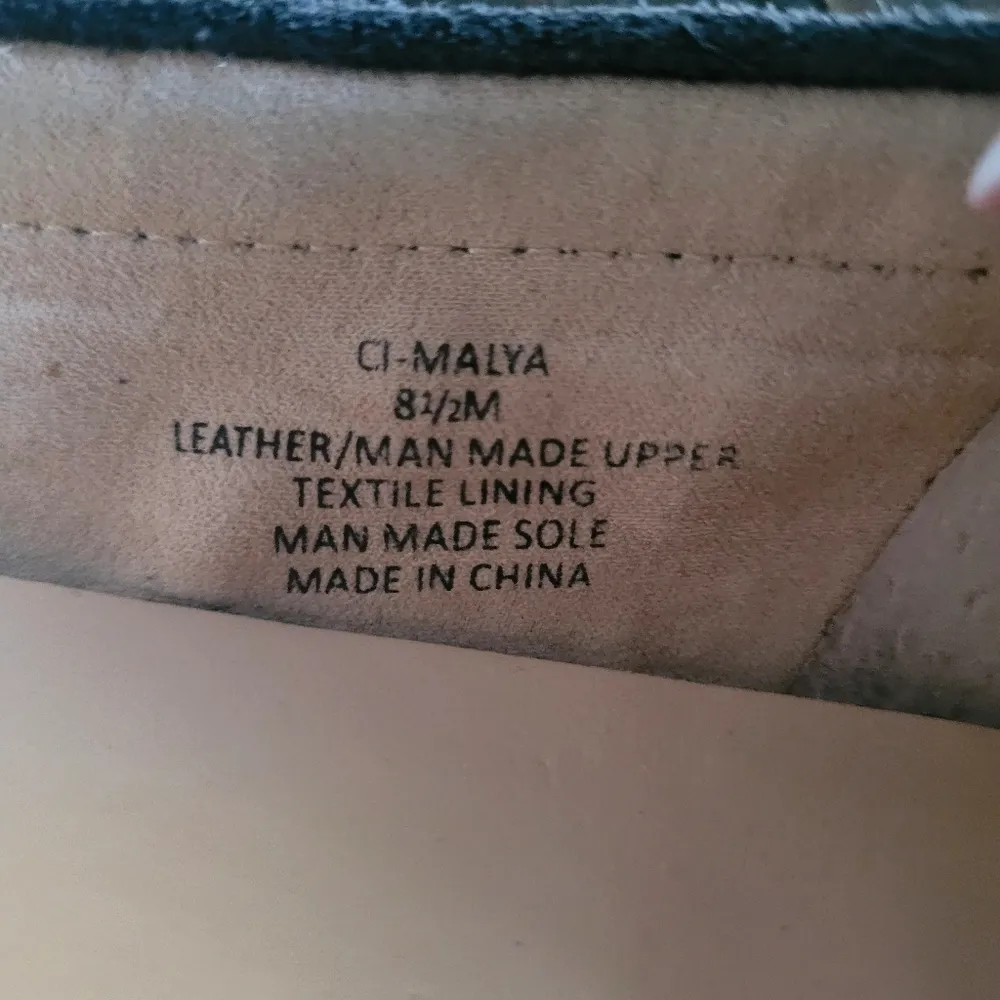 CI-MALYA
8½M
LEATHER/MAN MADE UPPER
TEXTILE LINING
MAN MADE SOLE
MADE IN CHINA